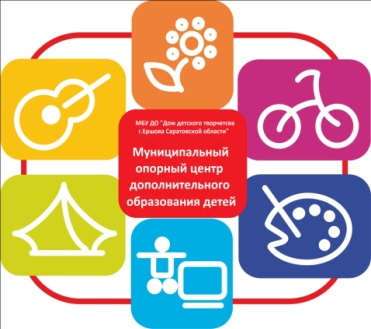 МБУ ДО "Дом детского творчества
г.Ершова Саратовской области"
Муниципальный
опорный центр
дополнительного
образования детей